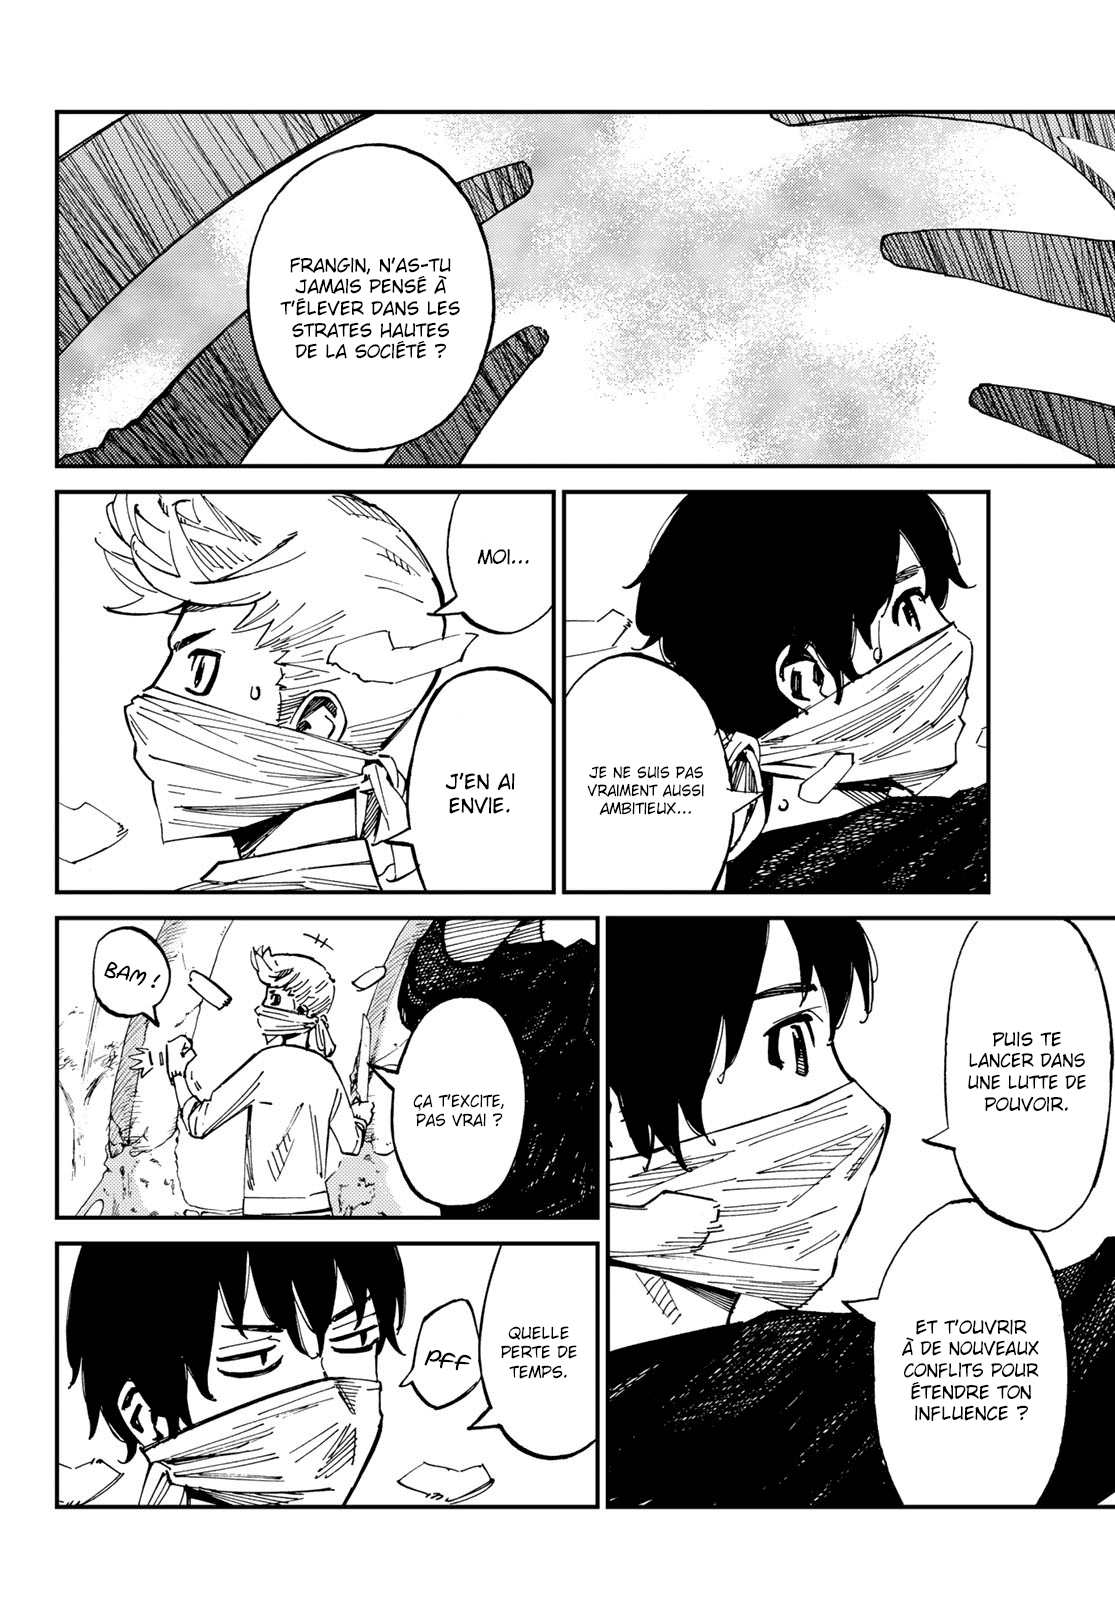 FRANGIN, N'AS-TU
JAMAIS PENSÉ À
T'ÉLEVER DANS LES
STRATES HAUTES
DE LA SOCIÉTÉ ?
JE NE SUIS PAS
VRAIMENT AUSSI
AMBITIEUX...
MOI...
J'EN AI
ENVIE.
PUIS TE
LANCER DANS
UNE LUTTE DE
POUVOIR.
ET T'OUVRIR
À DE NOUVEAUX
CONFLITS POUR
ÉTENDRE TON
INFLUENCE ?
ÇA T'EXCITE,
PAS VRAI ?
BAM !
QUELLE
PERTE DE
TEMPS.
PFF